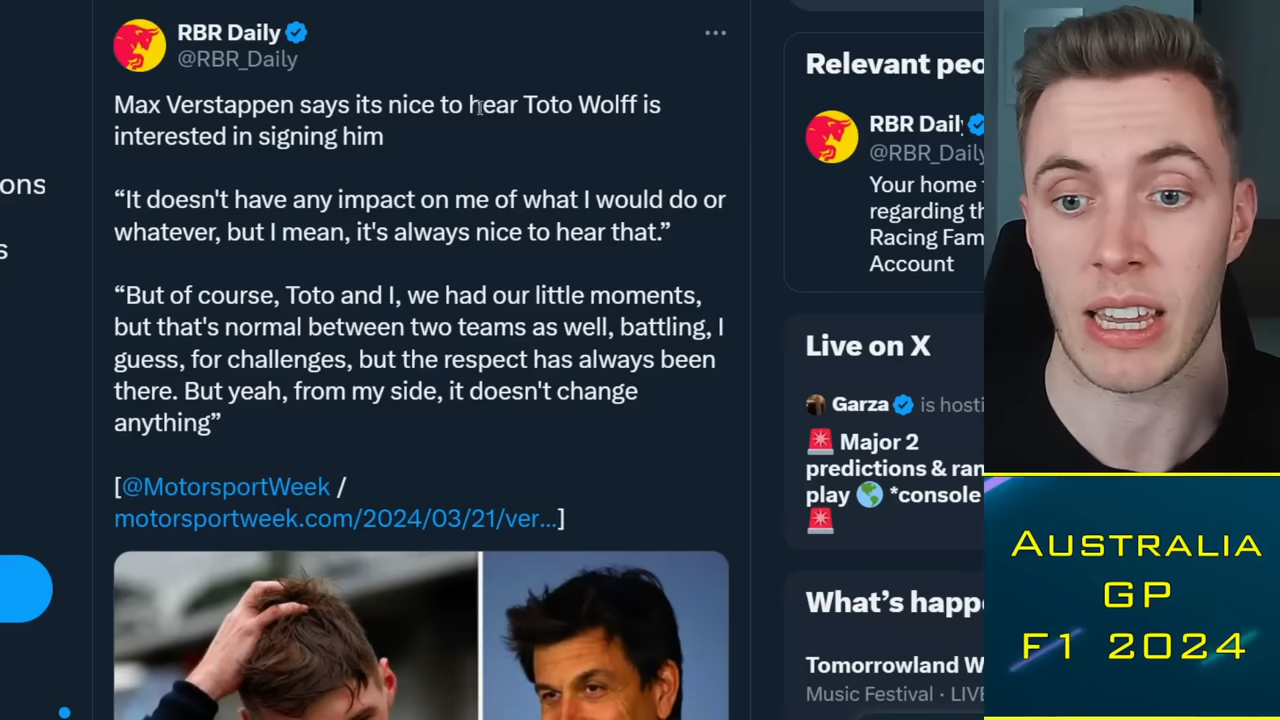 RBR Daily
@RBR_Daily
Max Verstappen says its nice to hear Toto Wolff is
interested in signing him
“It doesn't have any impact on me of what I would do or
whatever, but I mean, it's always nice to hear that.”
“But of course, Toto and I, we had our little moments,
but that's normal between two teams as well, battling, I
guess, for challenges, but the respect has always been
there. But yeah, from my side, it doesn't change
anything”
[@MotorsportWeek /
motorsportweek.com/2024/03/21/ver...]
ons
s
Relevant peo
RBR Dail
@RBR_Daily
Your home
regarding th
Racing Fam
Account
Live on X
Garza is hosti
🚨 Major 2
predictions & ran
play 🌎 *console
🚨
What’s happ
Tomorrowland W
Music Festival · LIVE
AUSTRALIA
GP
F1 2024